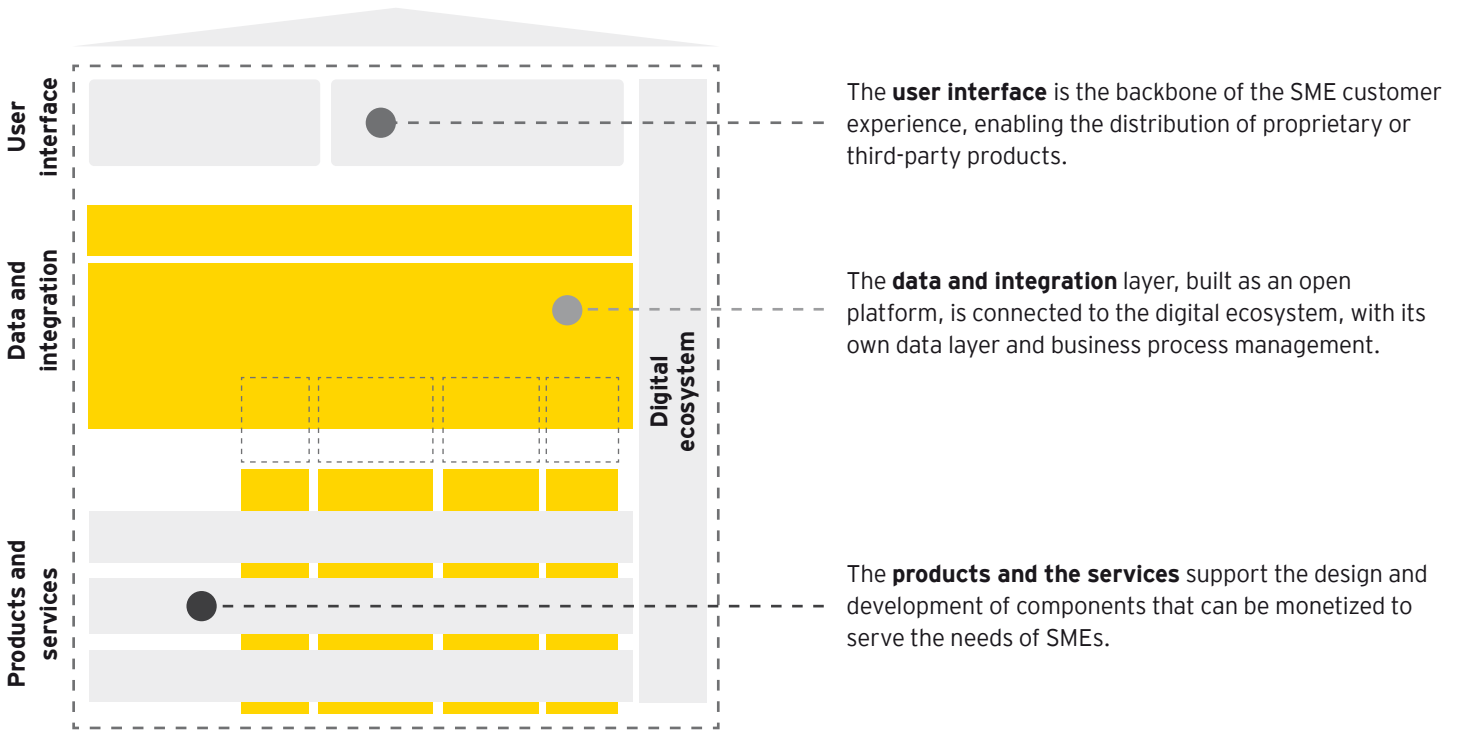 User
interface
The user interface is the backbone of the SME customer
experience, enabling the distribution of proprietary or
third-party products.
Data and
integration
The data and integration layer, built as an open
platform, is connected to the digital ecosystem, with its
own data layer and business process management.
Digital
ecosystem
Products and
services
The products and the services support the design and
development of components that can be monetized to
serve the needs of SMEs.